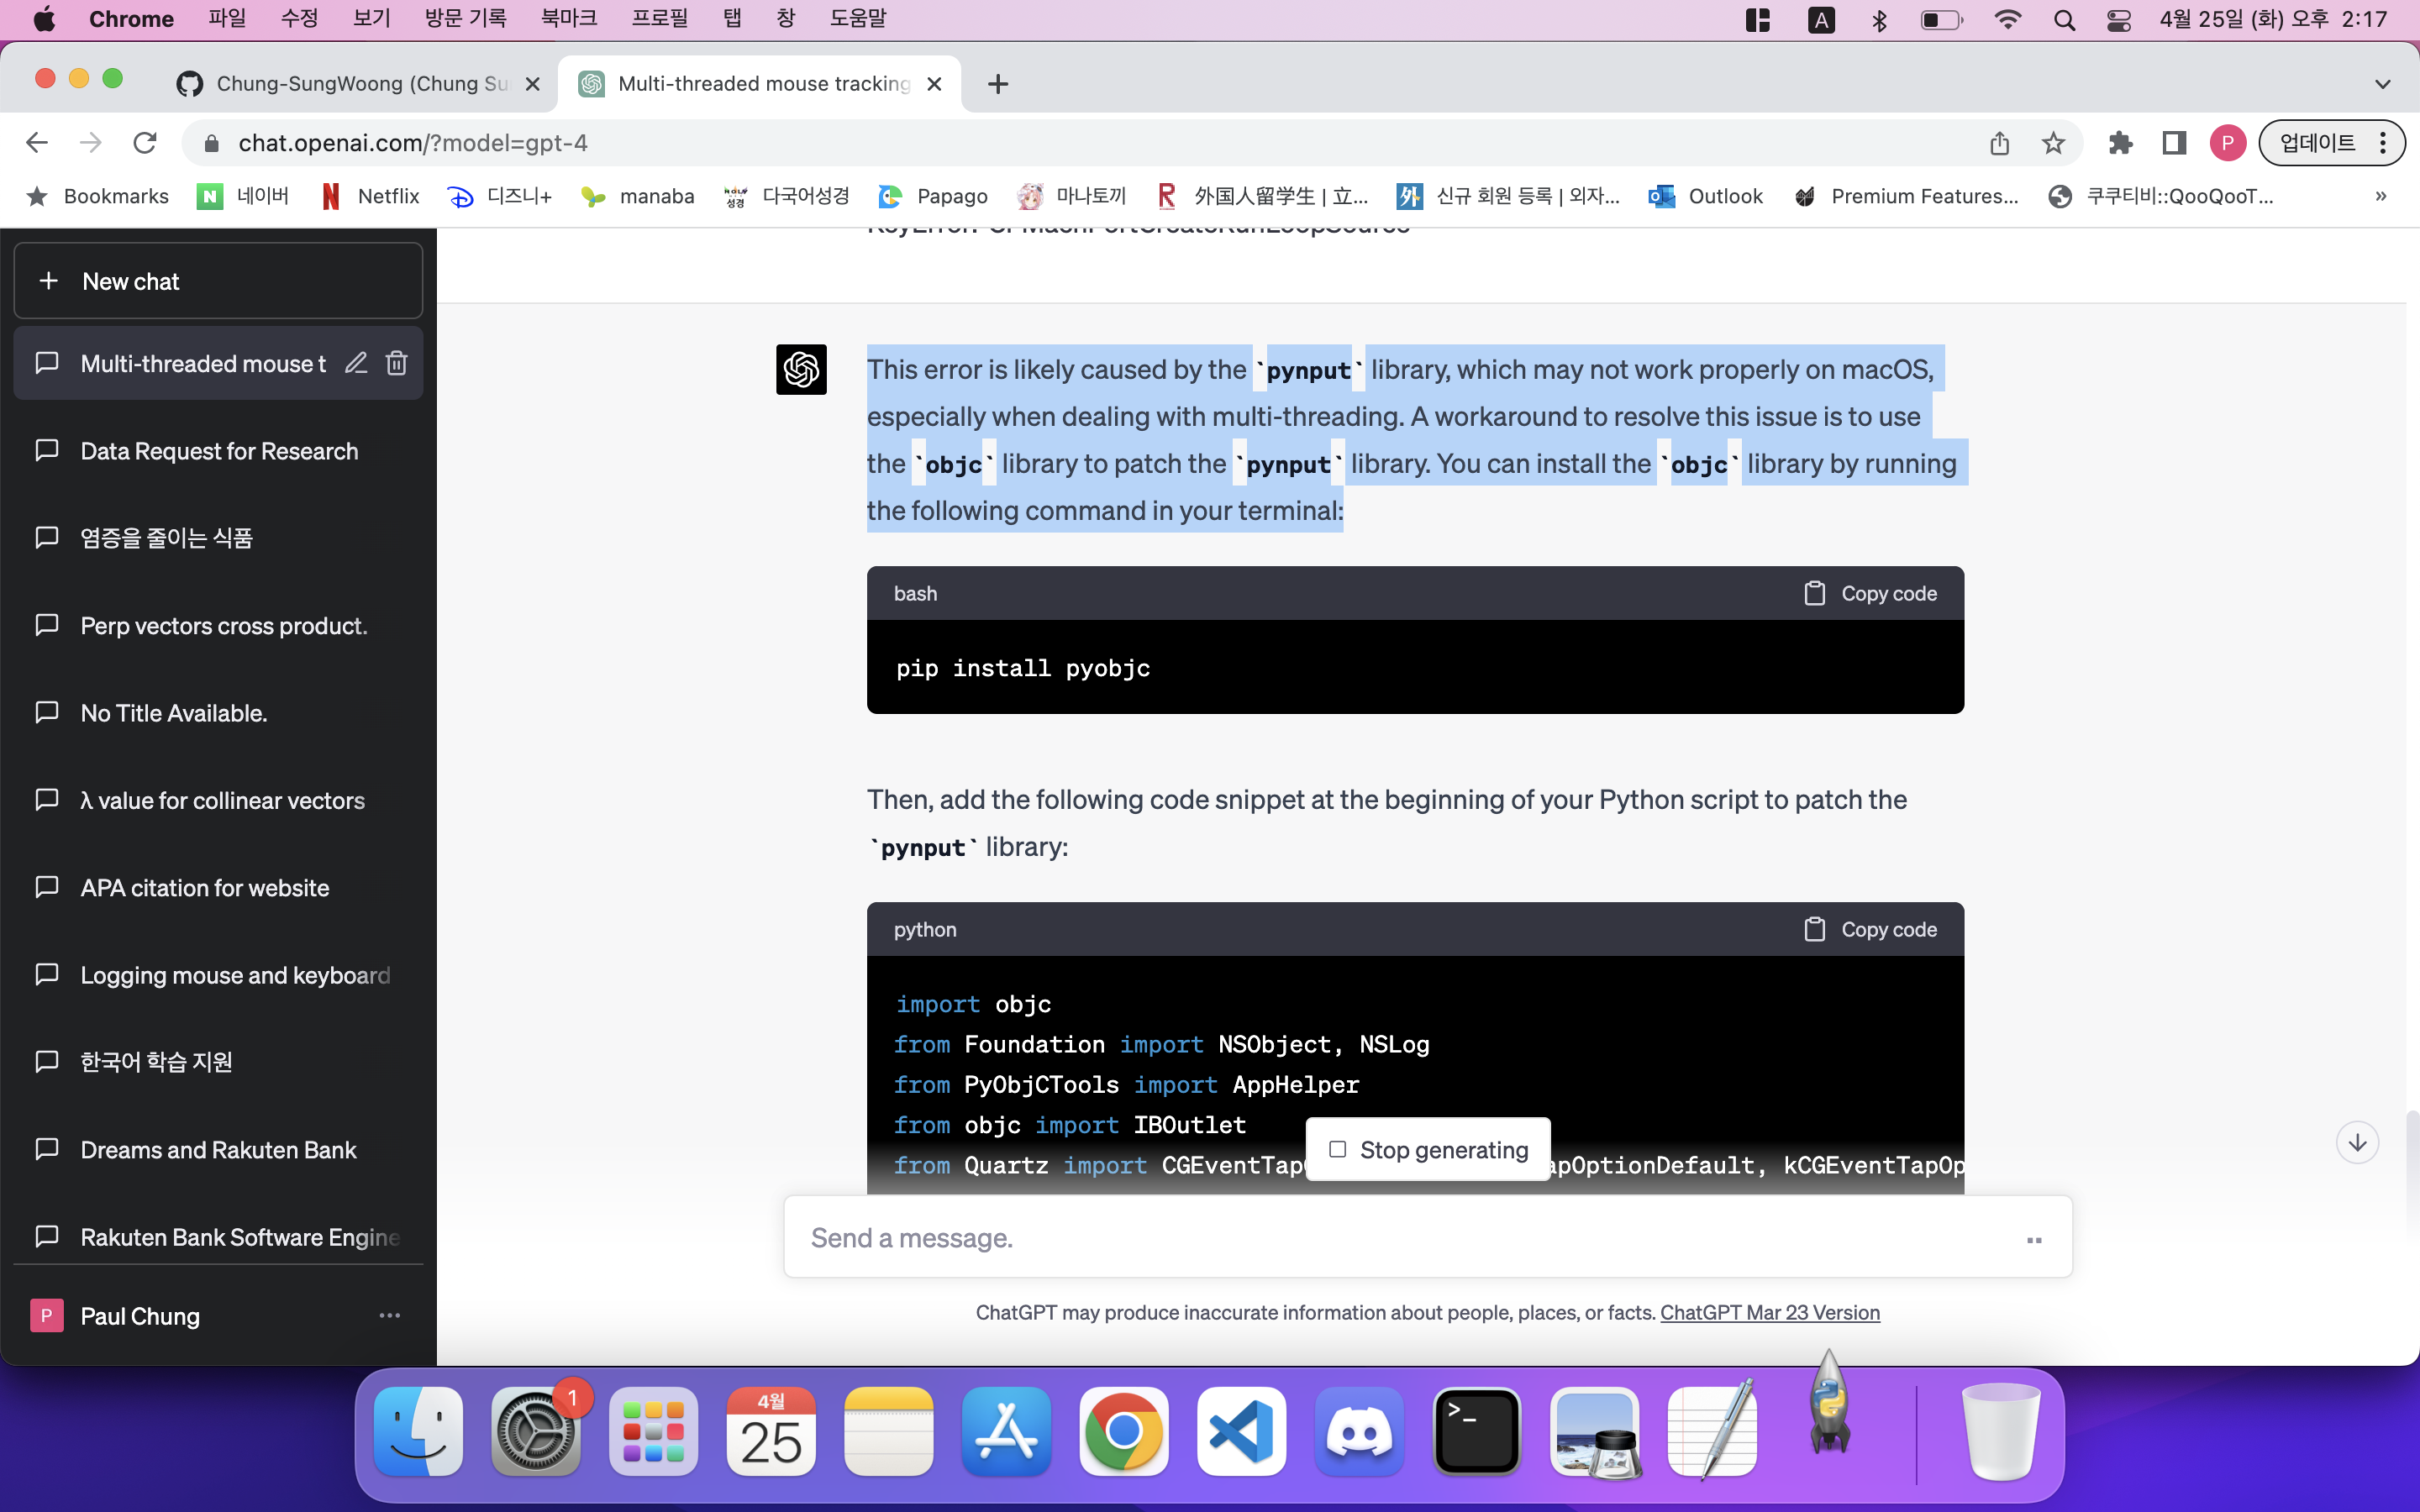 Chrome 파일 수정 보기 방문 기록 북마크 프로필 탭 창 도움말 A 4월 25일 (화) 오후 2:17
Chung-SungWoong (Chung Su
Multi-threaded mouse tracking
chat.openai.com/?model=gpt-4
P
업데이트
Bookmarks
네이버
Netflix
디즈니+
manaba
다국어성경
Papago
마나토끼
外国人留学生 | 立...
신규 회원 등록 | 외자...
Outlook
Premium Features...
쿠쿠티비::QooQooT...
»
New chat
Multi-threaded mouse t
Data Request for Research
염증을 줄이는 식품
Perp vectors cross product.
No Title Available.
λ value for collinear vectors
APA citation for website
Logging mouse and keyboard
한국어 학습 지원
Dreams and Rakuten Bank
Rakuten Bank Software Engine
P
Paul Chung
This error is likely caused by the `pynput` library, which may not work properly on macOS,
especially when dealing with multi-threading. A workaround to resolve this issue is to use
the `objc` library to patch the `pynput` library. You can install the `objc` library by running
the following command in your terminal:
bash
Copy code
pip install pyobjc
Then, add the following code snippet at the beginning of your Python script to patch the
`pynput` library:
python
Copy code
import objc
from Foundation import NSObject, NSLog
from PyObjCTools import AppHelper
from objc import IBOutlet
from Quartz import CGEventTap
apOptionDefault, kCGEventTapOp
Stop generating
Send a message.
ChatGPT may produce inaccurate information about people, places, or facts. ChatGPT Mar 23 Version
1
4월
25
>_